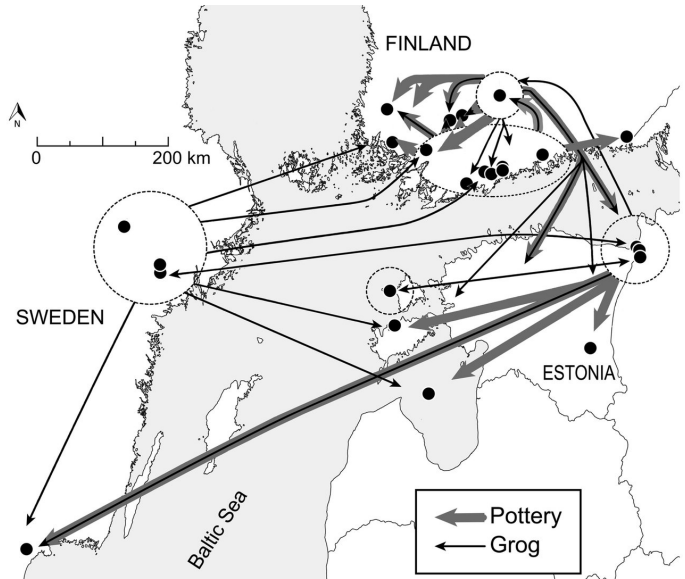 FINLAND
N
0 200 km
SWEDEN
ESTONIA
Baltic Sea
Pottery
Grog